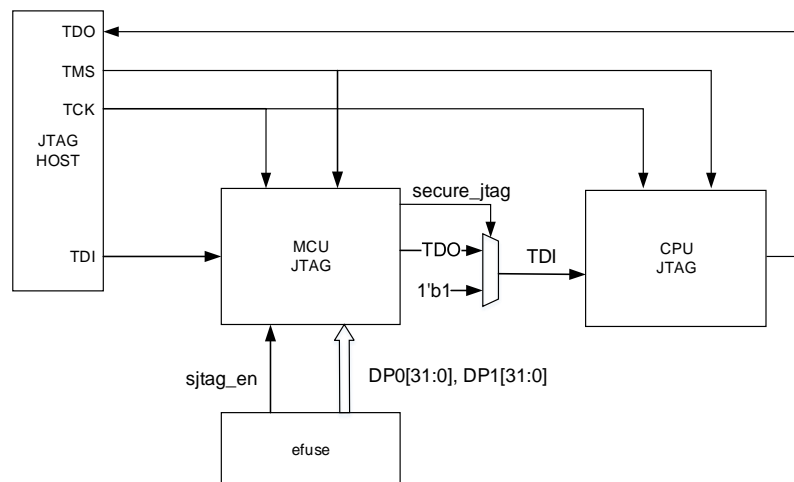 TDO
TMS
TCK
JTAG
HOST
TDI
secure_jtag
MCU
JTAG
TDO
TDI
CPU
JTAG
1'b1
sjtag_en
DP0[31:0], DP1[31:0]
efuse